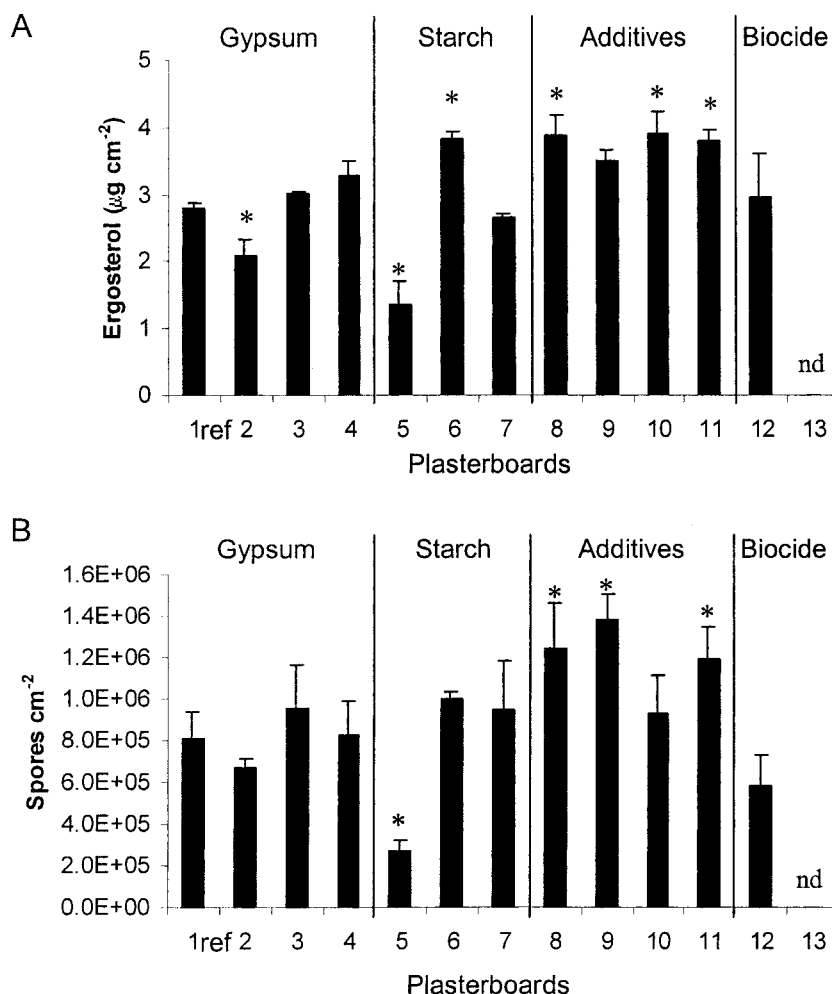 A
Gypsum Starch Additives Biocide
Ergosterol (µg cm-2)
5
4
3
2
1
0
* * * * * *
nd
1ref 2 3 4 5 6 7 8 9 10 11 12 13
Plasterboards
B
Gypsum Starch Additives Biocide
Spores cm-2
1.6E+06
1.4E+06
1.2E+06
1.0E+06
8.0E+05
6.0E+05
4.0E+05
2.0E+05
0.0E+00
* * * *
nd
1ref 2 3 4 5 6 7 8 9 10 11 12 13
Plasterboards